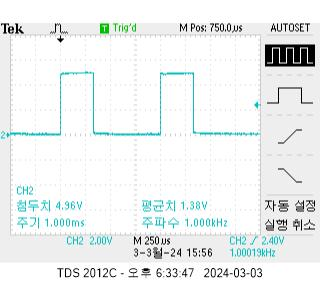 Tek T Trig'd M Pos: 750.0µs AUTOSET
2
CH2
첨두치 4.96V 평균치 1.38V
주기 1.000ms 주파수 1.000kHz
자동 설정
실행 취소
CH2 2.00V M 250µs CH2 / 2.40V
3-3월-24 15:56 1.00019kHz
TDS 2012C - 오후 6:33:47 2024-03-03